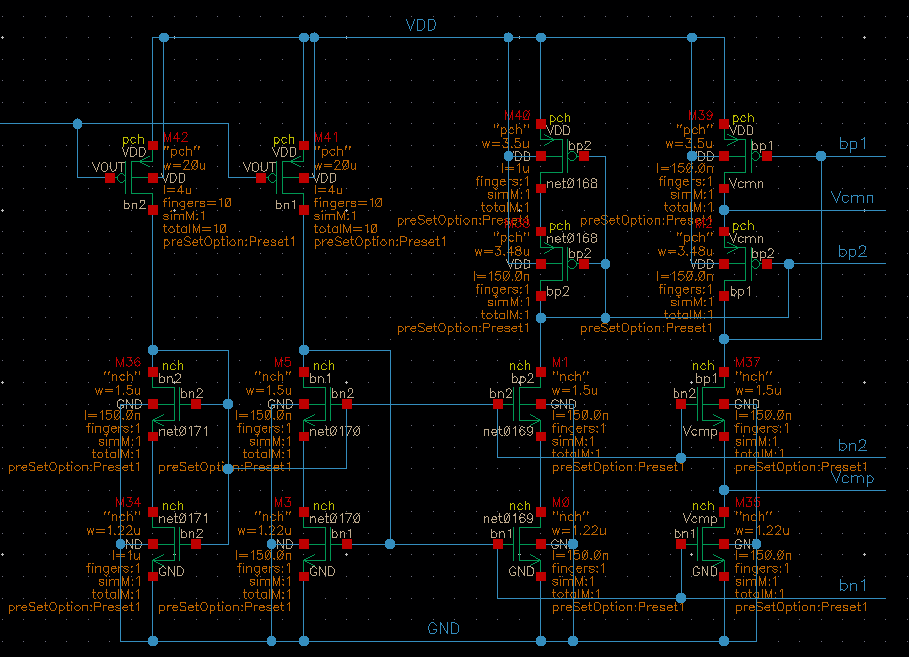 VDD
M42
pch
VDD
"pch"
w=20u
VOUT
VDD
l=4u
fingers=10
bn2
simM:1
totalM=10
preSetOption:Preset1
M41
pch
VDD
"pch"
w=20u
VOUT
VDD
l=4u
fingers=10
bn1
simM:1
totalM=10
preSetOption:Preset1
M40
pch
"pch"
VDD
w=3.5u
bp2
VDD
l=1u
fingers:1
net0168
simM:1
totalM:1
preSetOption:Preset1
M39
pch
"pch"
VDD
w=3.5u
bp1
VDD
l=150.0n
fingers:1
Vcmn
simM:1
totalM:1
preSetOption:Preset1
bp1
Vcmn
pch
"pch"
net0168
w=3.48u
bp2
VDD
l=150.0n
fingers:1
bp2
simM:1
totalM:1
preSetOption:Preset1
pch
"pch"
Vcmn
w=3.48u
bp2
VDD
l=150.0n
fingers:1
bp1
simM:1
totalM:1
preSetOption:Preset1
bp2
M36
nch
"nch"
bn2
w=1.5u
bn2
GND
l=150.0n
fingers:1
net0171
simM:1
totalM:1
preSetOption:Preset1
M5
nch
"nch"
bn1
w=1.5u
bn2
GND
l=150.0n
fingers:1
net0170
simM:1
totalM:1
preSetOption:Preset1
M1
nch
"nch"
bp2
w=1.5u
bn2
GND
l=150.0n
fingers:1
net0169
simM:1
totalM:1
preSetOption:Preset1
M37
nch
"nch"
bp1
w=1.5u
bn2
GND
l=150.0n
fingers:1
Vcmp
simM:1
totalM:1
preSetOption:Preset1
bn2
Vcmp
M34
nch
"nch"
net0171
w=1.22u
bn2
GND
l=1u
fingers:1
GND
simM:1
totalM:1
preSetOption:Preset1
M3
nch
"nch"
net0170
w=1.22u
bn1
GND
l=150.0n
fingers:1
GND
simM:1
totalM:1
preSetOption:Preset1
M0
nch
"nch"
net0169
w=1.22u
bn1
GND
l=150.0n
fingers:1
GND
simM:1
totalM:1
preSetOption:Preset1
M35
nch
"nch"
Vcmp
w=1.22u
bn1
GND
l=150.0n
fingers:1
GND
simM:1
totalM:1
preSetOption:Preset1
bn1
GND